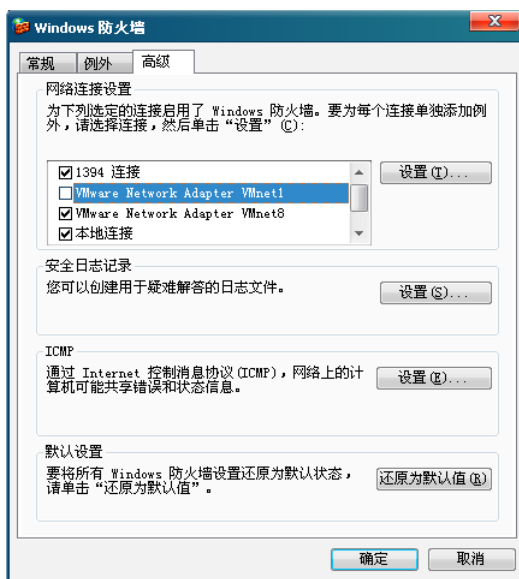 Windows 防火墙
常规 例外 高级
网络连接设置
为下列选定的连接启用了 Windows 防火墙。要为每个连接单独添加例
外，请选择连接，然后单击“设置”(C):
1394 连接
设置(T)...
VMware Network Adapter VMnet1
VMware Network Adapter VMnet8
本地连接
安全日志记录
您可以创建用于疑难解答的日志文件。
设置(S)...
ICMP
通过 Internet 控制消息协议(ICMP)，网络上的计
算机可能共享错误和状态信息。
设置(E)...
默认设置
要将所有 Windows 防火墙设置还原为默认状态，
请单击“还原为默认值”。
还原为默认值(R)
确定 取消